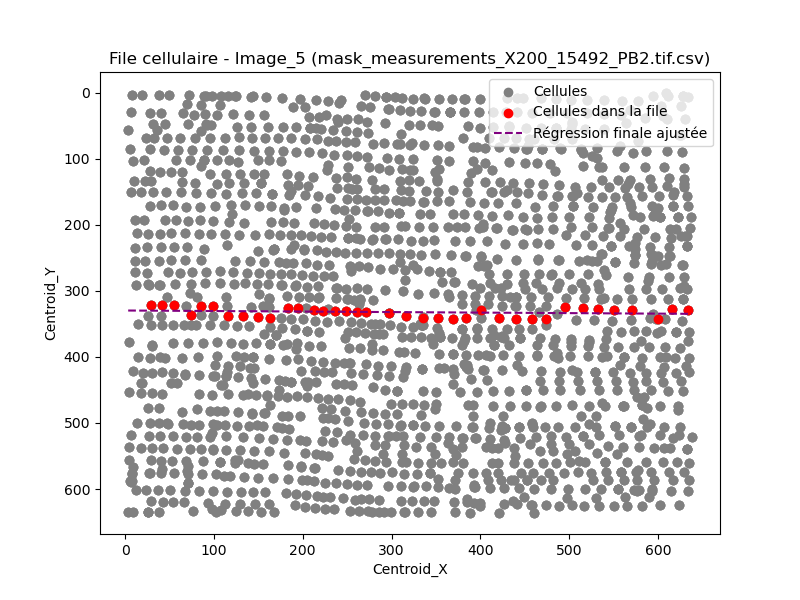 File cellulaire - Image_5 (mask_measurements_X200_15492_PB2.tif.csv)
Cellules
Cellules dans la file
Régression finale ajustée
0
100
200
300
400
500
600
Centroid_Y
0 100 200 300 400 500 600
Centroid_X